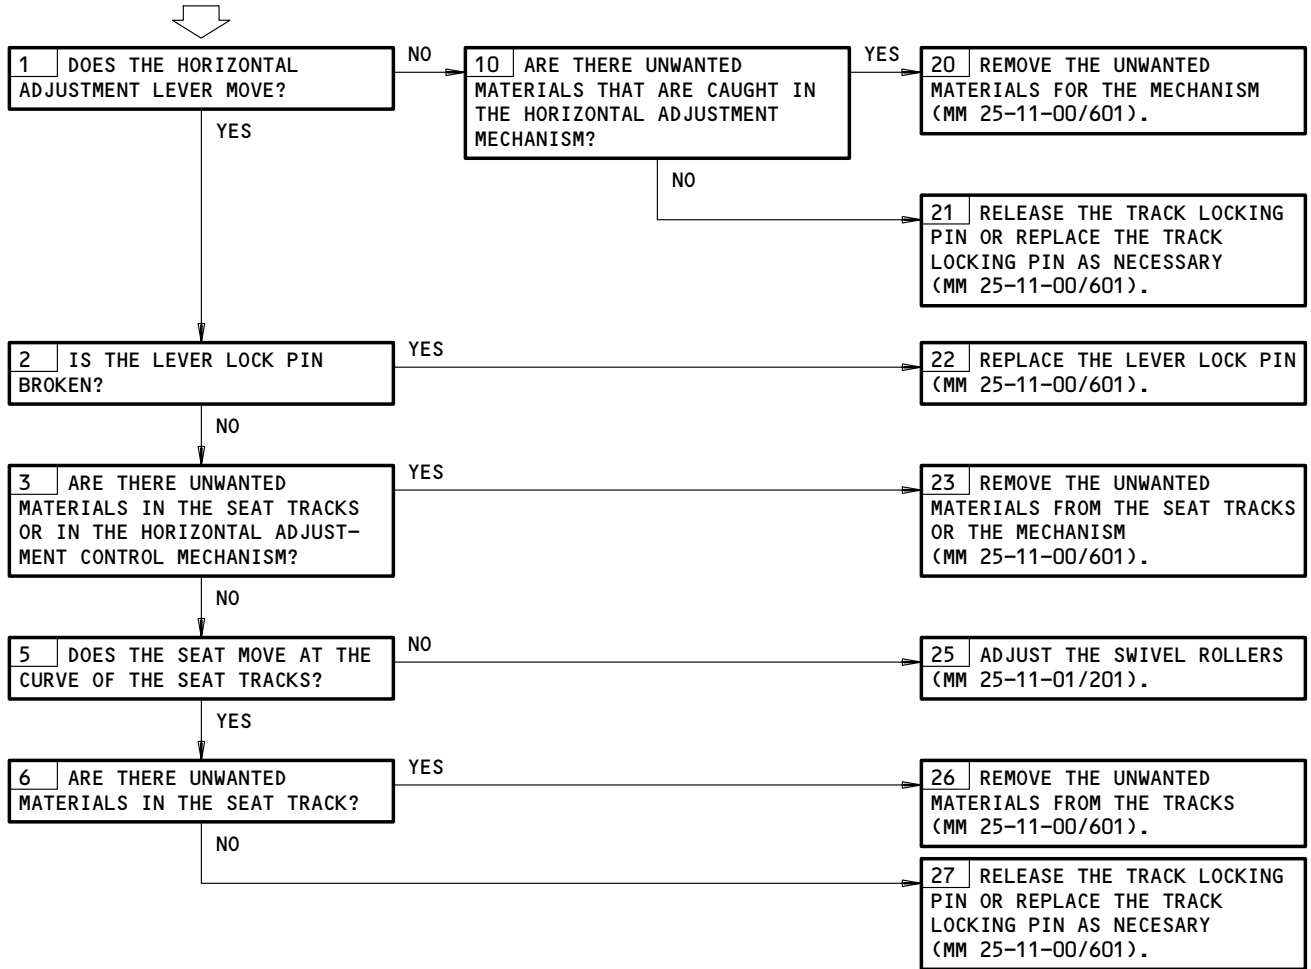 1 DOES THE HORIZONTAL
ADJUSTMENT LEVER MOVE?
NO
10 ARE THERE UNWANTED
MATERIALS THAT ARE CAUGHT IN
THE HORIZONTAL ADJUSTMENT
MECHANISM?
YES
20 REMOVE THE UNWANTED
MATERIALS FOR THE MECHANISM
(MM 25-11-00/601).
YES
NO
21 RELEASE THE TRACK LOCKING
PIN OR REPLACE THE TRACK
LOCKING PIN AS NECESSARY
(MM 25-11-00/601).
2 IS THE LEVER LOCK PIN
BROKEN?
YES
22 REPLACE THE LEVER LOCK PIN
(MM 25-11-00/601).
NO
3 ARE THERE UNWANTED
MATERIALS IN THE SEAT TRACKS
OR IN THE HORIZONTAL ADJUST-
MENT CONTROL MECHANISM?
YES
23 REMOVE THE UNWANTED
MATERIALS FROM THE SEAT TRACKS
OR THE MECHANISM
(MM 25-11-00/601).
NO
5 DOES THE SEAT MOVE AT THE
CURVE OF THE SEAT TRACKS?
NO
25 ADJUST THE SWIVEL ROLLERS
(MM 25-11-01/201).
YES
6 ARE THERE UNWANTED
MATERIALS IN THE SEAT TRACK?
YES
26 REMOVE THE UNWANTED
MATERIALS FROM THE TRACKS
(MM 25-11-00/601).
NO
27 RELEASE THE TRACK LOCKING
PIN OR REPLACE THE TRACK
LOCKING PIN AS NECESARY
(MM 25-11-00/601).